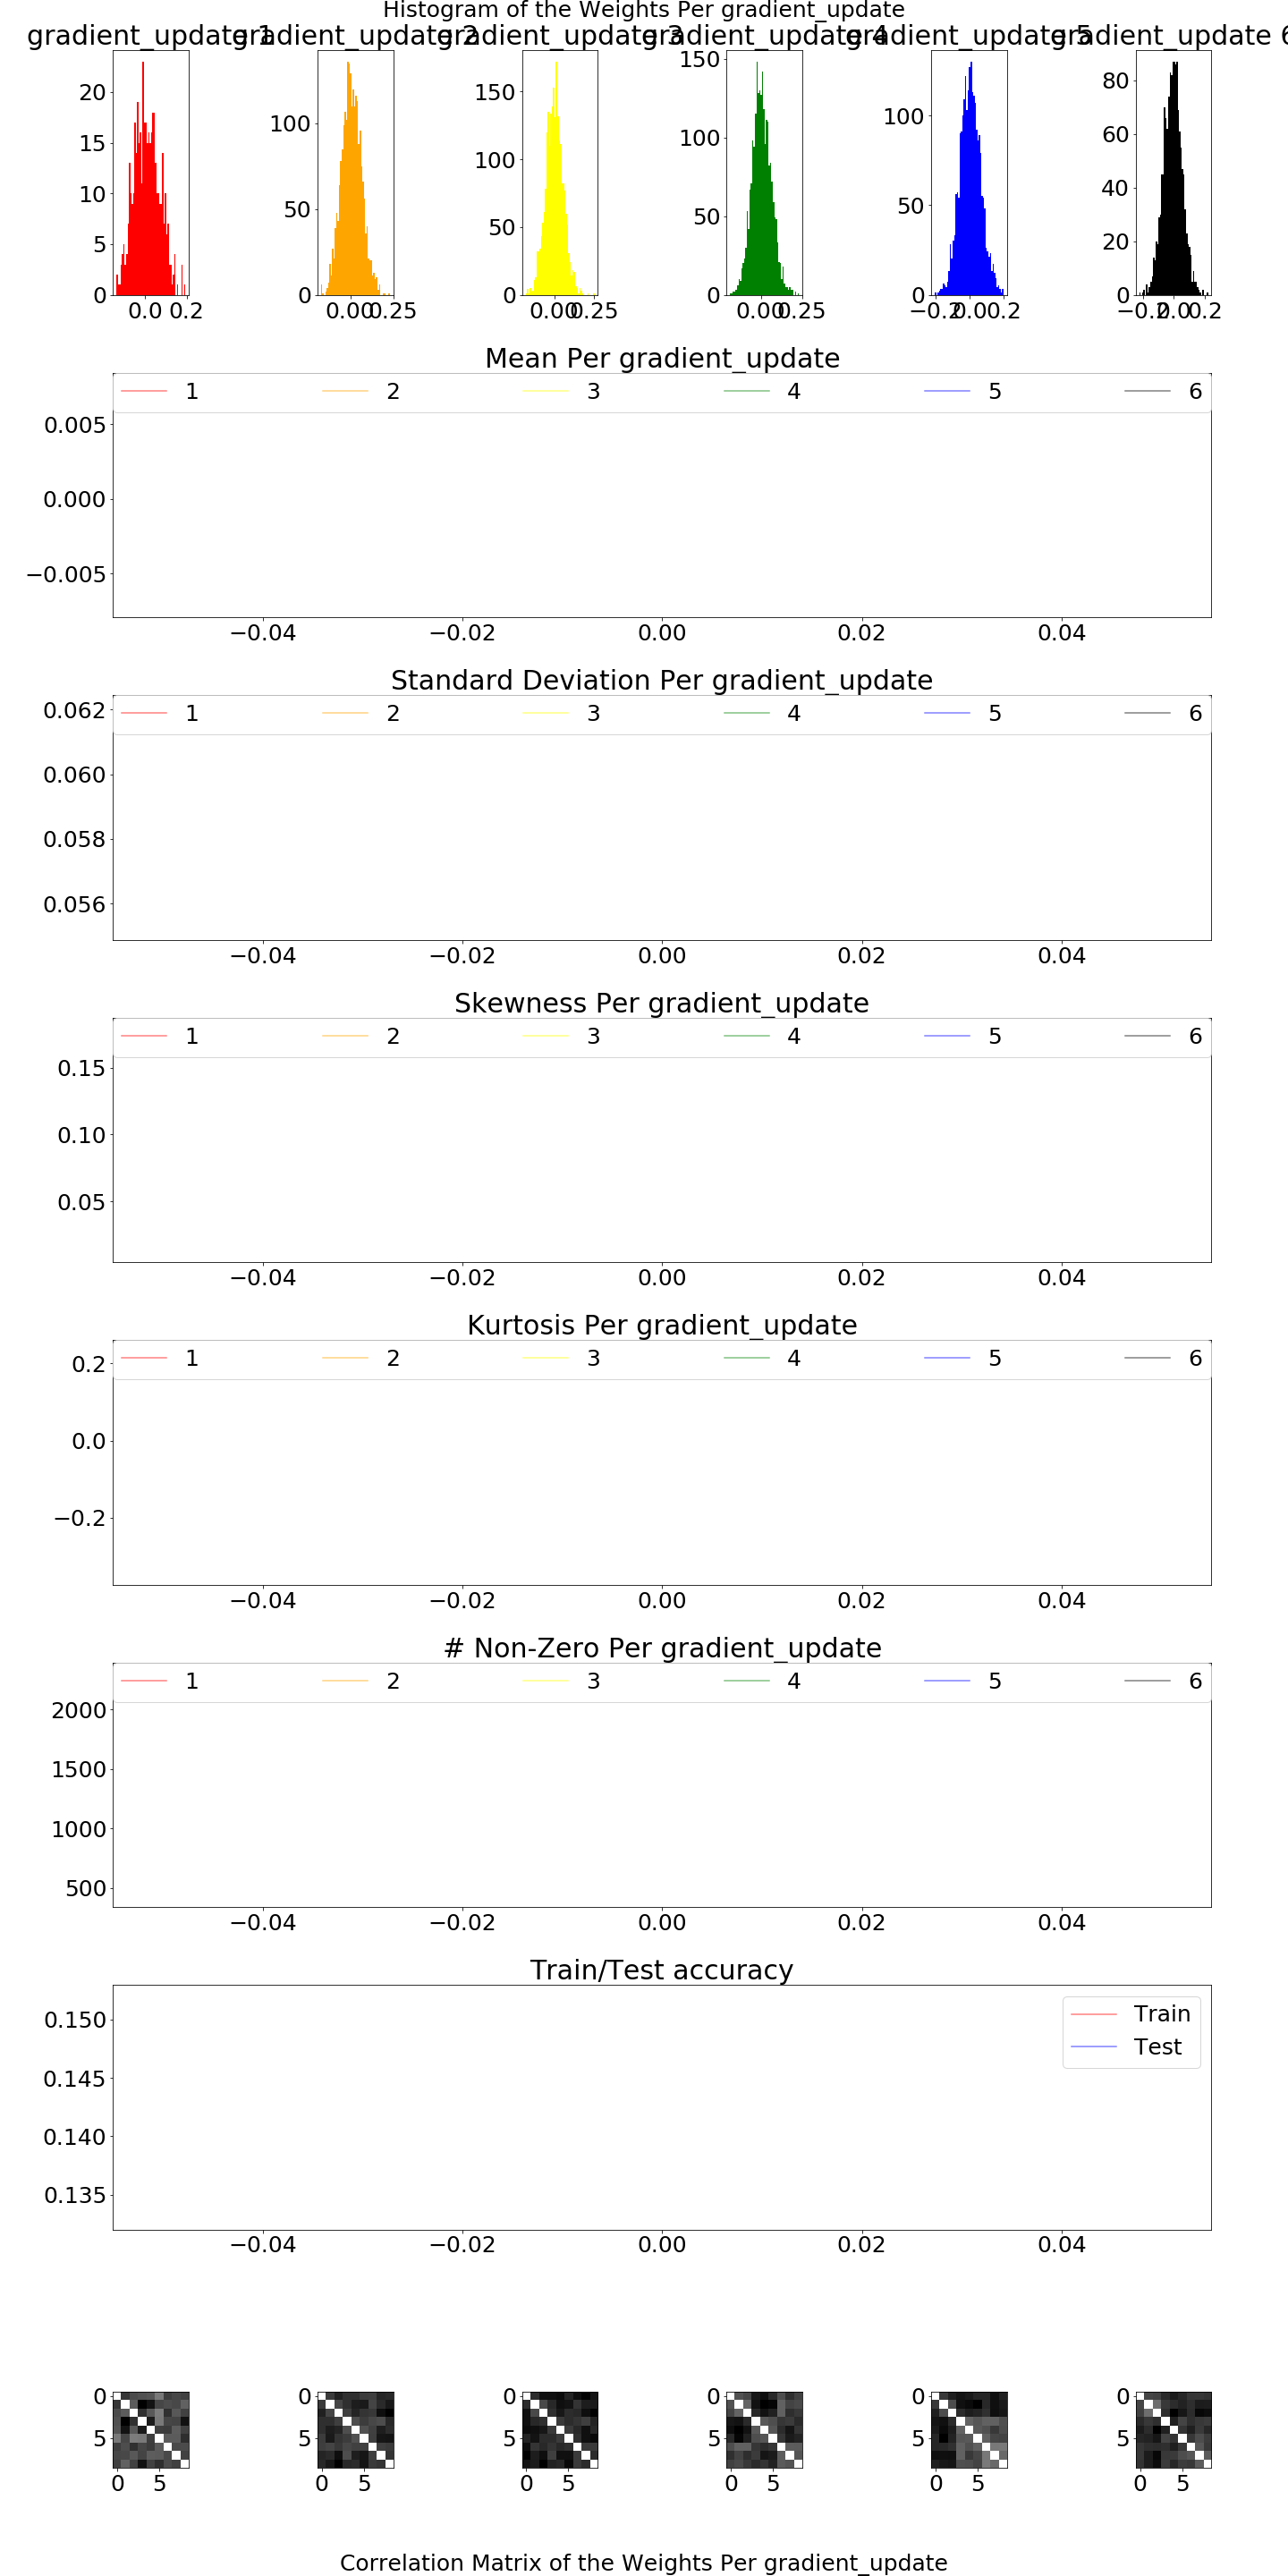 Histogram of the Weights Per gradient_update
gradient_update 1 gradient_update 2 gradient_update 3 gradient_update 4 gradient_update 5 gradient_update 6
20
15
10
5
0
0.0 0.2
100
50
0
0.00 0.25
150
100
50
0
0.00 0.25
150
100
50
0
0.00 0.25
100
50
0
−0.2 0.0 0.2
80
60
40
20
0
−0.2 0.0 0.2
Mean Per gradient_update
1 2 3 4 5 6
0.005
0.000
−0.005
−0.04 −0.02 0.00 0.02 0.04
Standard Deviation Per gradient_update
1 2 3 4 5 6
0.062
0.060
0.058
0.056
−0.04 −0.02 0.00 0.02 0.04
Skewness Per gradient_update
1 2 3 4 5 6
0.15
0.10
0.05
−0.04 −0.02 0.00 0.02 0.04
Kurtosis Per gradient_update
1 2 3 4 5 6
0.2
0.0
−0.2
−0.04 −0.02 0.00 0.02 0.04
# Non-Zero Per gradient_update
1 2 3 4 5 6
2000
1500
1000
500
−0.04 −0.02 0.00 0.02 0.04
Train/Test accuracy
Train
Test
0.150
0.145
0.140
0.135
−0.04 −0.02 0.00 0.02 0.04
0 0 0 0 0 0
5 5 5 5 5 5
0 5 0 5 0 5 0 5 0 5 0 5
Correlation Matrix of the Weights Per gradient_update